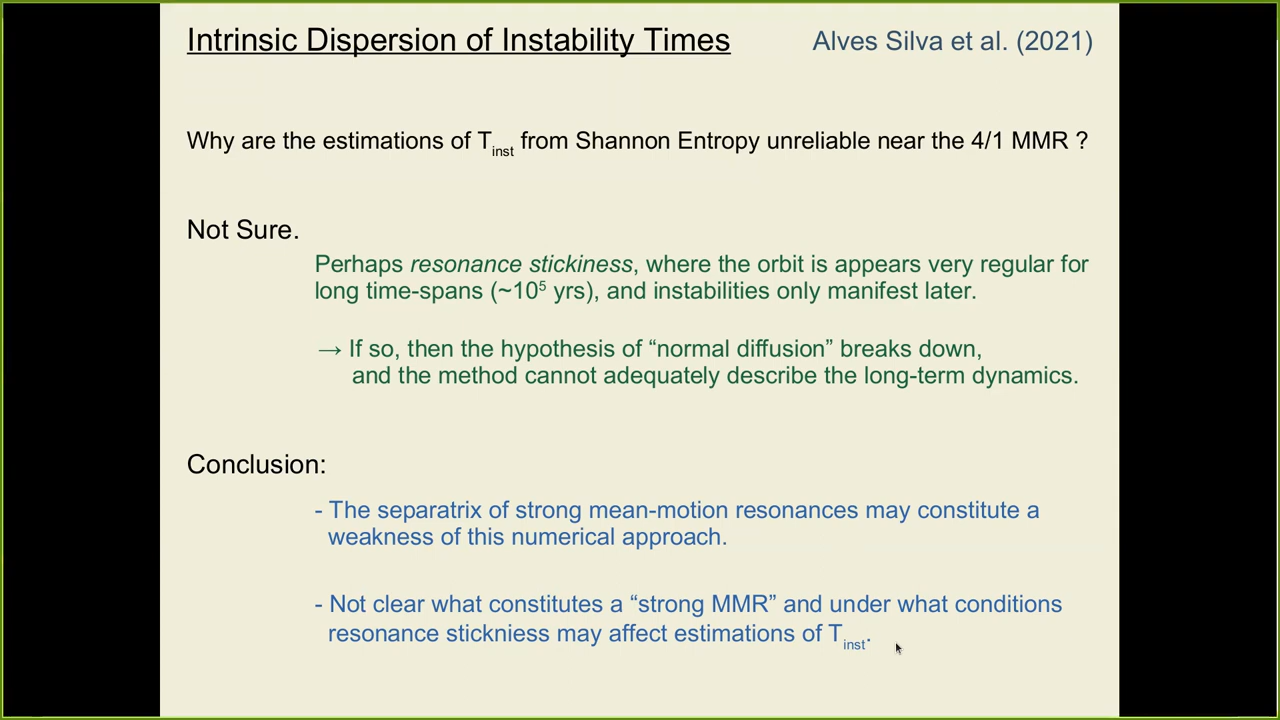 Intrinsic Dispersion of Instability Times
Alves Silva et al. (2021)
Why are the estimations of T_inst from Shannon Entropy unreliable near the 4/1 MMR ?
Not Sure.
Perhaps resonance stickiness, where the orbit is appears very regular for
long time-spans (~10⁵ yrs), and instabilities only manifest later.
→ If so, then the hypothesis of “normal diffusion” breaks down,
and the method cannot adequately describe the long-term dynamics.
Conclusion:
- The separatrix of strong mean-motion resonances may constitute a
weakness of this numerical approach.
- Not clear what constitutes a “strong MMR” and under what conditions
resonance stickniess may affect estimations of T_inst.